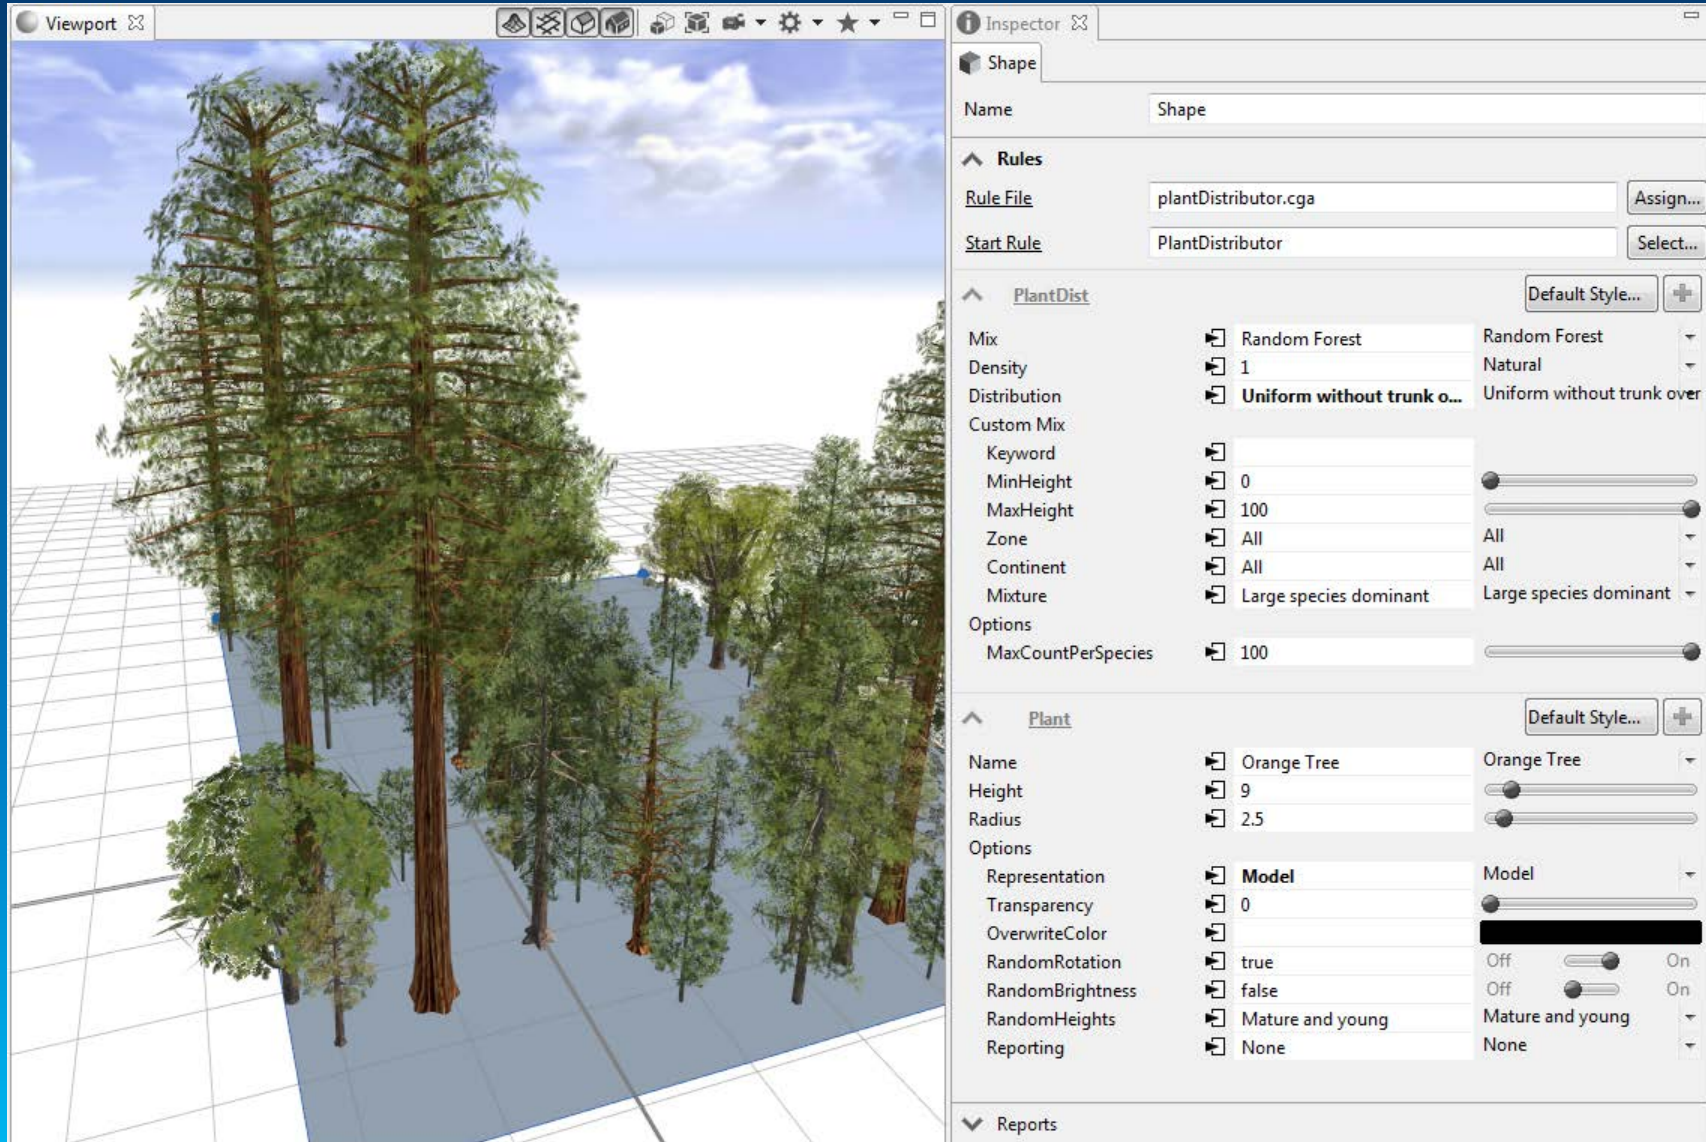 Viewport
Inspector
Shape
Name Shape
Rules
Rule File plantDistributor.cga Assign...
Start Rule PlantDistributor Select...
PlantDist Default Style...
Mix Random Forest Random Forest
Density 1 Natural
Distribution Uniform without trunk o... Uniform without trunk over
Custom Mix
Keyword
MinHeight 0
MaxHeight 100
Zone All All
Continent All All
Mixture Large species dominant Large species dominant
Options
MaxCountPerSpecies 100
Plant Default Style...
Name Orange Tree Orange Tree
Height 9
Radius 2.5
Options
Representation Model Model
Transparency 0
OverwriteColor
RandomRotation true Off On
RandomBrightness false Off On
RandomHeights Mature and young Mature and young
Reporting None None
Reports